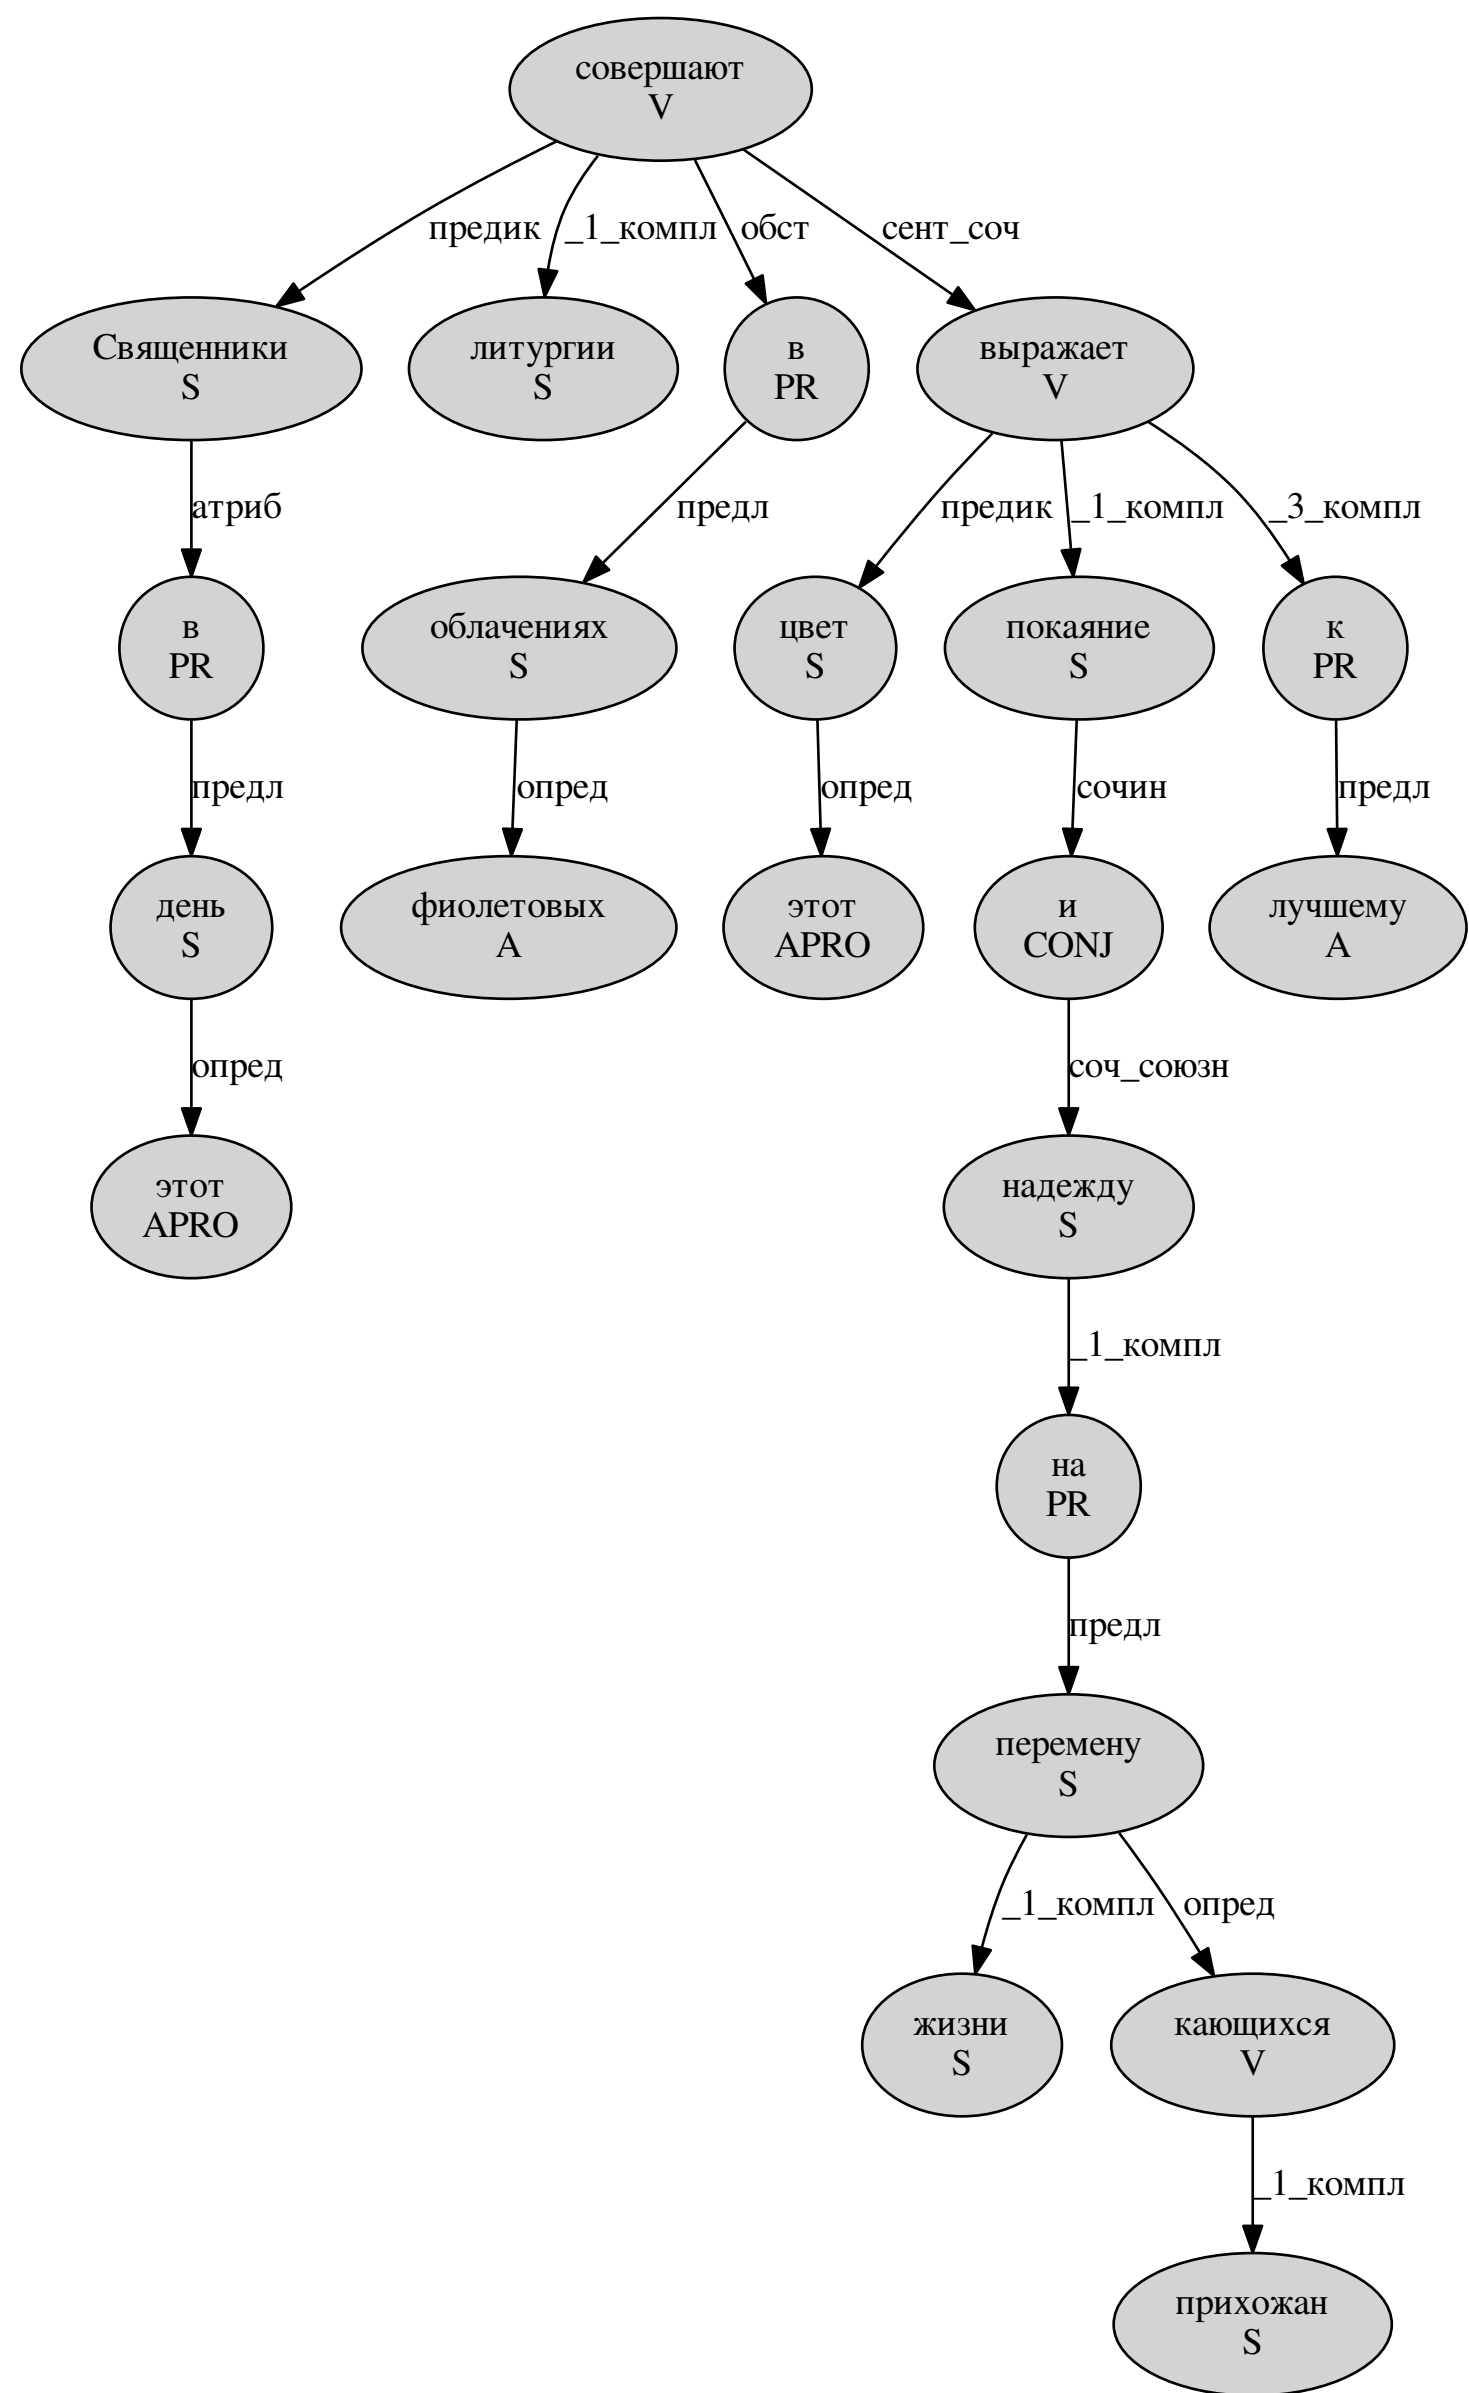 совершают
V
предик
_1_компл
обст
сент_соч
Священники
S
литургии
S
в
PR
выражает
V
атриб
предл
предик
_1_компл
_3_компл
в
PR
облачениях
S
цвет
S
покаяние
S
к
PR
предл
опред
опред
сочин
предл
день
S
фиолетовых
A
этот
APRO
и
CONJ
лучшему
A
опред
соч_союзн
этот
APRO
надежду
S
_1_компл
на
PR
предл
перемену
S
_1_компл
опред
жизни
S
кающихся
V
_1_компл
прихожан
S